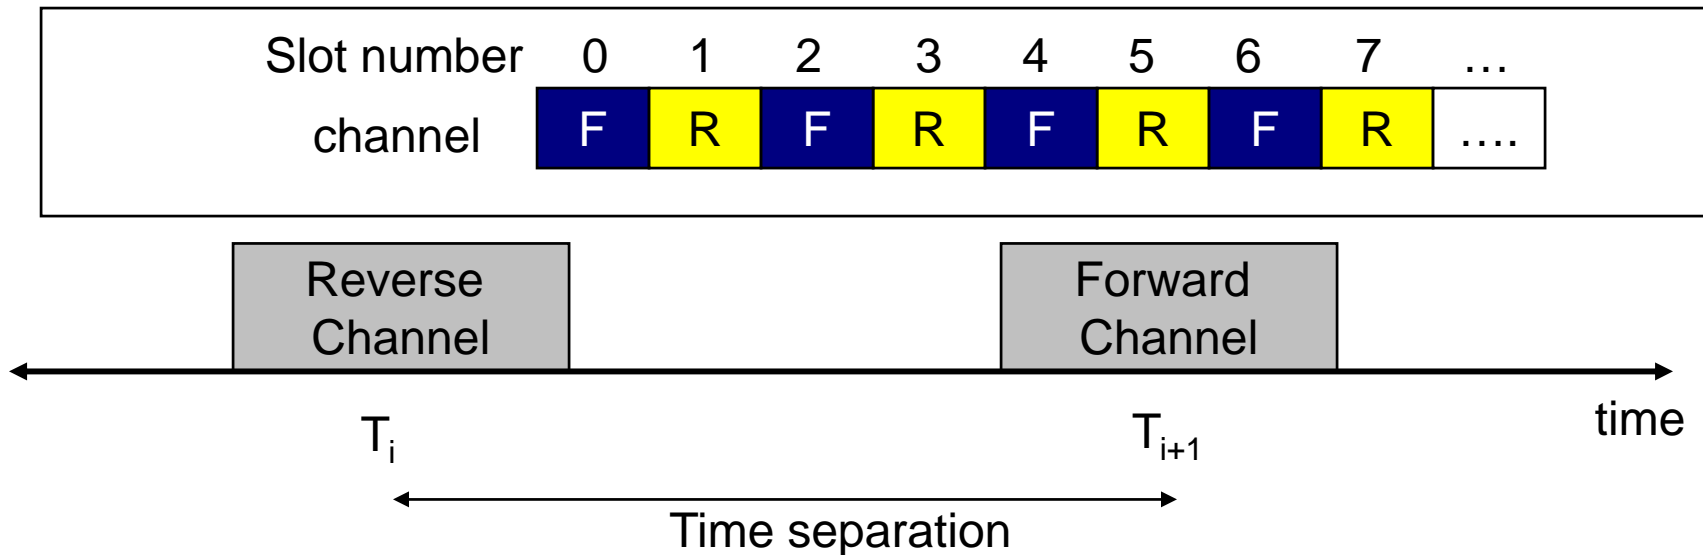 Slot number 0 1 2 3 4 5 6 7 …
channel F R F R F R F R ….
Reverse Channel
Forward Channel
time
Tᵢ
Tᵢ₊₁
Time separation